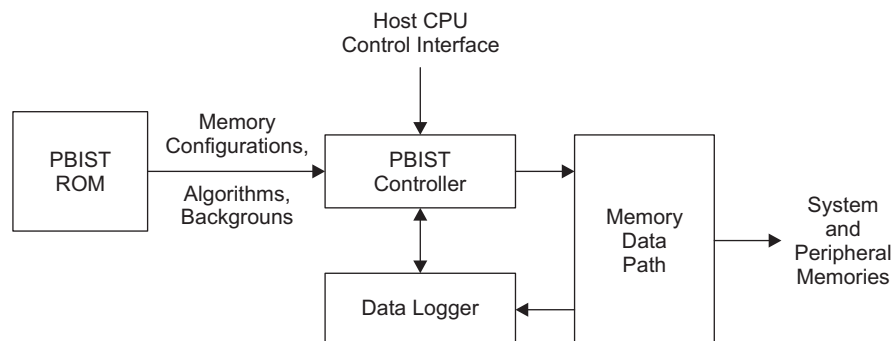 Host CPU
Control Interface
PBIST
ROM
Memory
Configurations,
Algorithms,
Backgrouns
PBIST
Controller
Data Logger
Memory
Data
Path
System
and
Peripheral
Memories